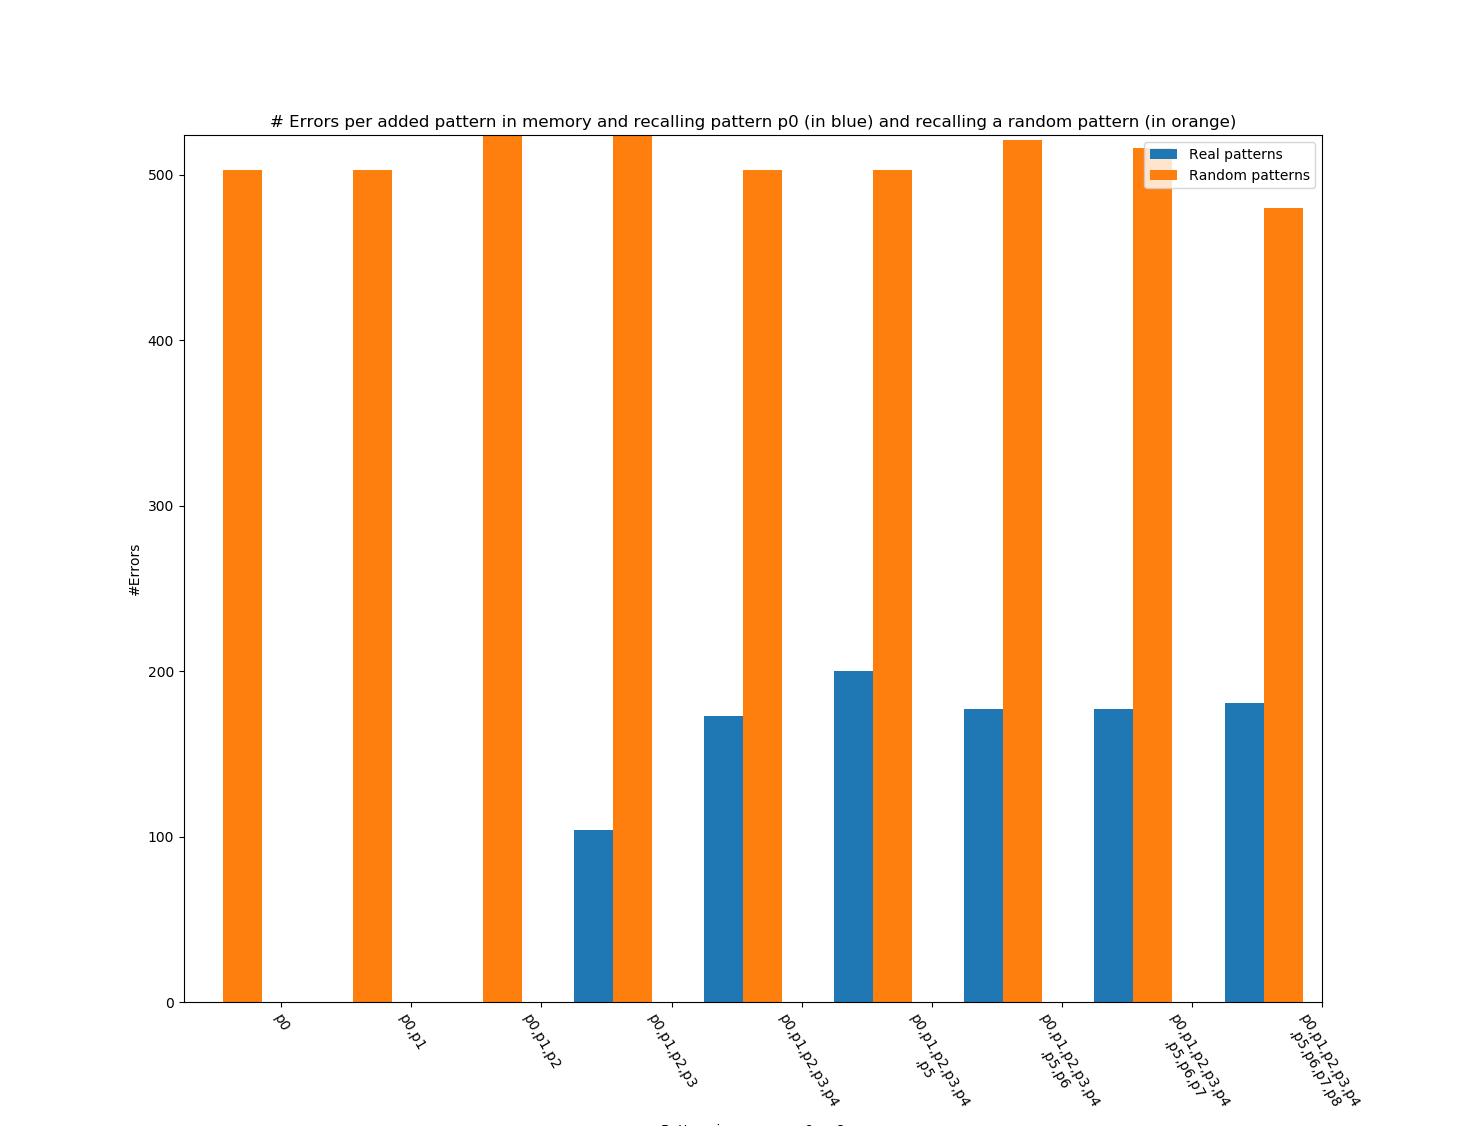 # Errors per added pattern in memory and recalling pattern p0 (in blue) and recalling a random pattern (in orange)
Real patterns
Random patterns
500
400
300
200
100
0
#Errors
p0
p0,p1
p0,p1,p2
p0,p1,p2,p3
p0,p1,p2,p3,p4
p0,p1,p2,p3,p4
,p5
p0,p1,p2,p3,p4
,p5,p6
p0,p1,p2,p3,p4
,p5,p6,p7
p0,p1,p2,p3,p4
,p5,p6,p7,p8